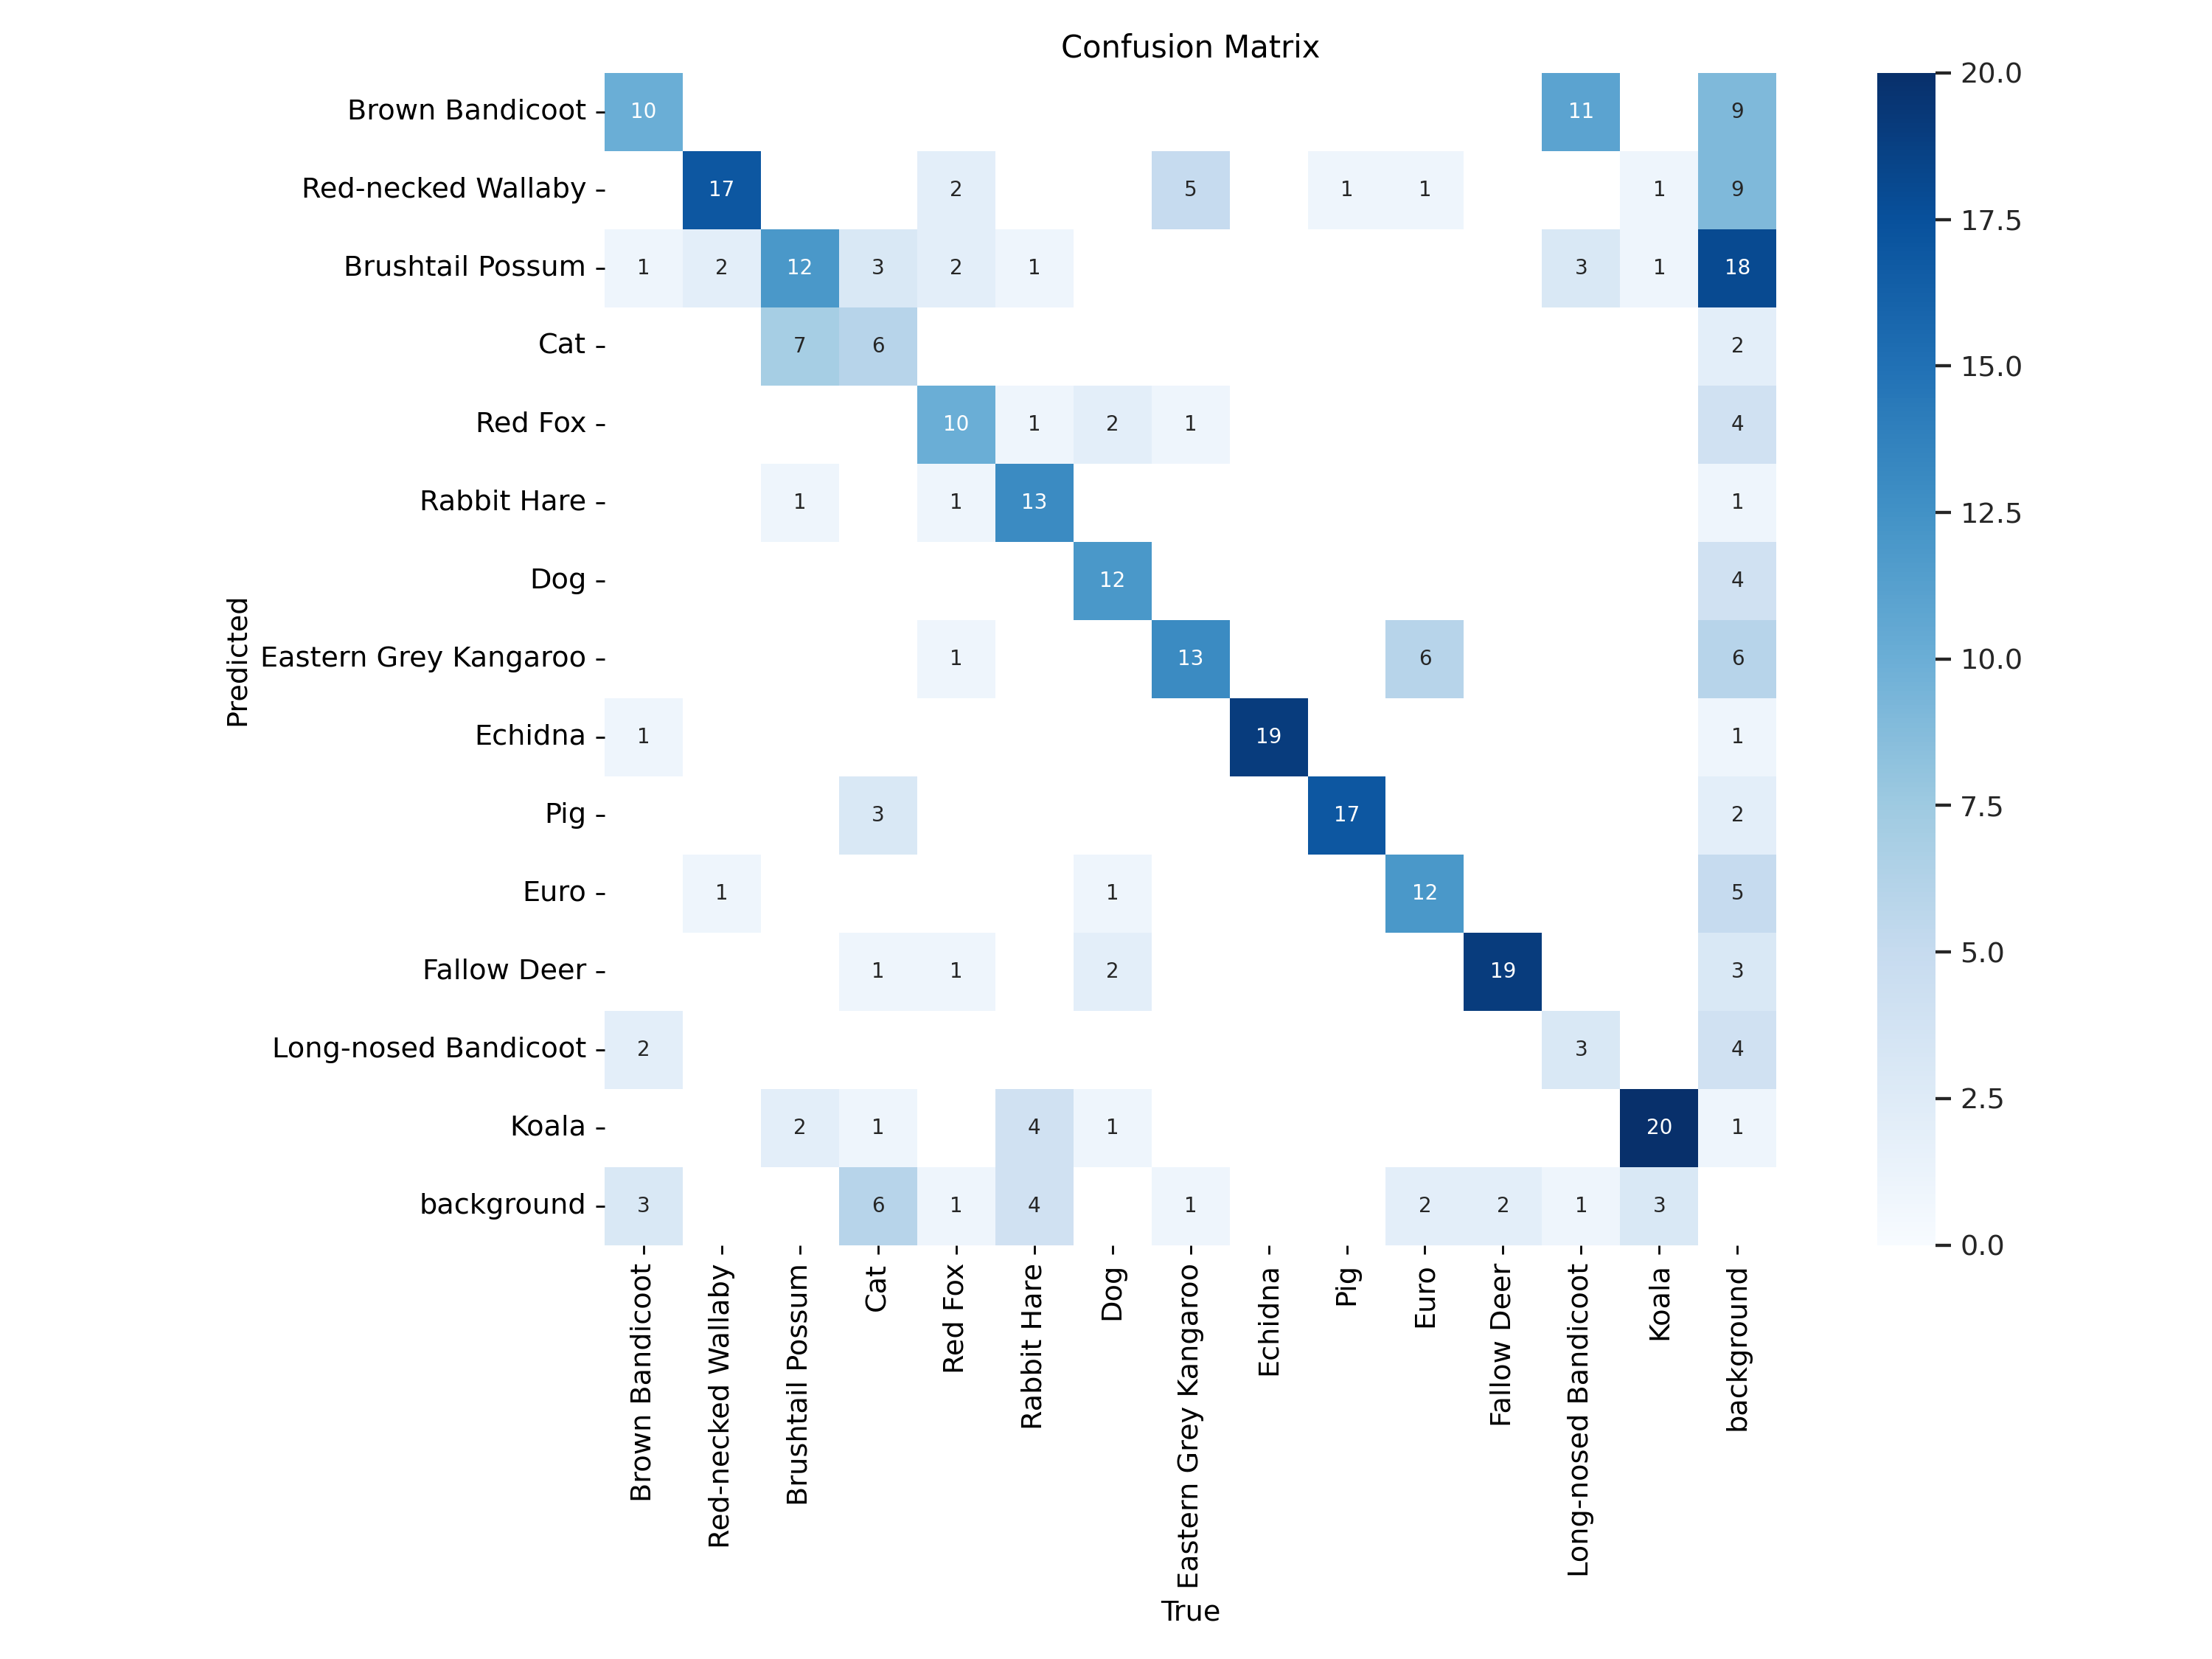 Confusion Matrix
Predicted
Brown Bandicoot 10 11 9
Red-necked Wallaby 17 2 5 1 1 1 9
Brushtail Possum 1 2 12 3 2 1 3 1 18
Cat 7 6 2
Red Fox 10 1 2 1 4
Rabbit Hare 1 1 13 1
Dog 12 4
Eastern Grey Kangaroo 1 13 6 6
Echidna 1 19 1
Pig 3 17 2
Euro 1 1 12 5
Fallow Deer 1 1 2 19 3
Long-nosed Bandicoot 2 3 4
Koala 2 1 4 1 20 1
background 3 6 1 4 1 2 2 1 3
Brown Bandicoot
Red-necked Wallaby
Brushtail Possum
Cat
Red Fox
Rabbit Hare
Dog
Eastern Grey Kangaroo
Echidna
Pig
Euro
Fallow Deer
Long-nosed Bandicoot
Koala
background
True
20.0
17.5
15.0
12.5
10.0
7.5
5.0
2.5
0.0